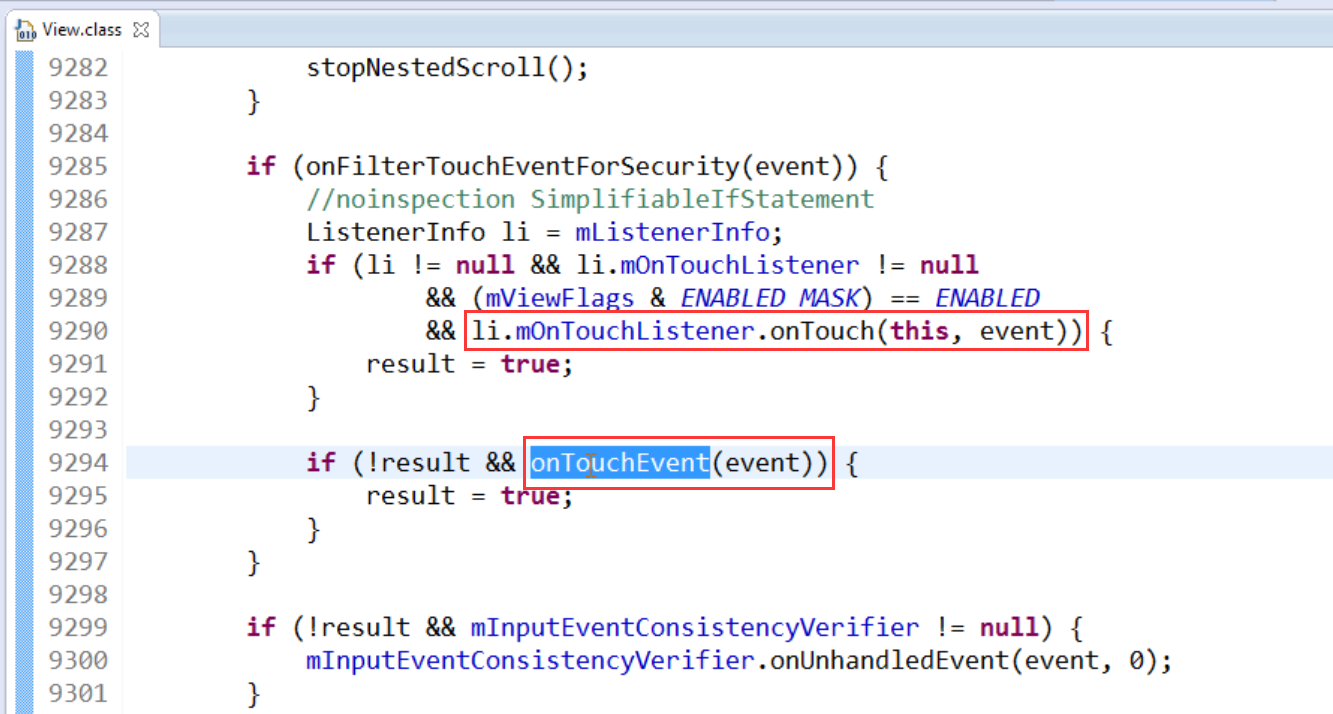 View.class
9282 stopNestedScroll();
9283 }
9284
9285 if (onFilterTouchEventForSecurity(event)) {
9286 //noinspection SimplifiableIfStatement
9287 ListenerInfo li = mListenerInfo;
9288 if (li != null && li.mOnTouchListener != null
9289 && (mViewFlags & ENABLED_MASK) == ENABLED
9290 && li.mOnTouchListener.onTouch(this, event)) {
9291 result = true;
9292 }
9293
9294 if (!result && onTouchEvent(event)) {
9295 result = true;
9296 }
9297 }
9298
9299 if (!result && mInputEventConsistencyVerifier != null) {
9300 mInputEventConsistencyVerifier.onUnhandledEvent(event, 0);
9301 }